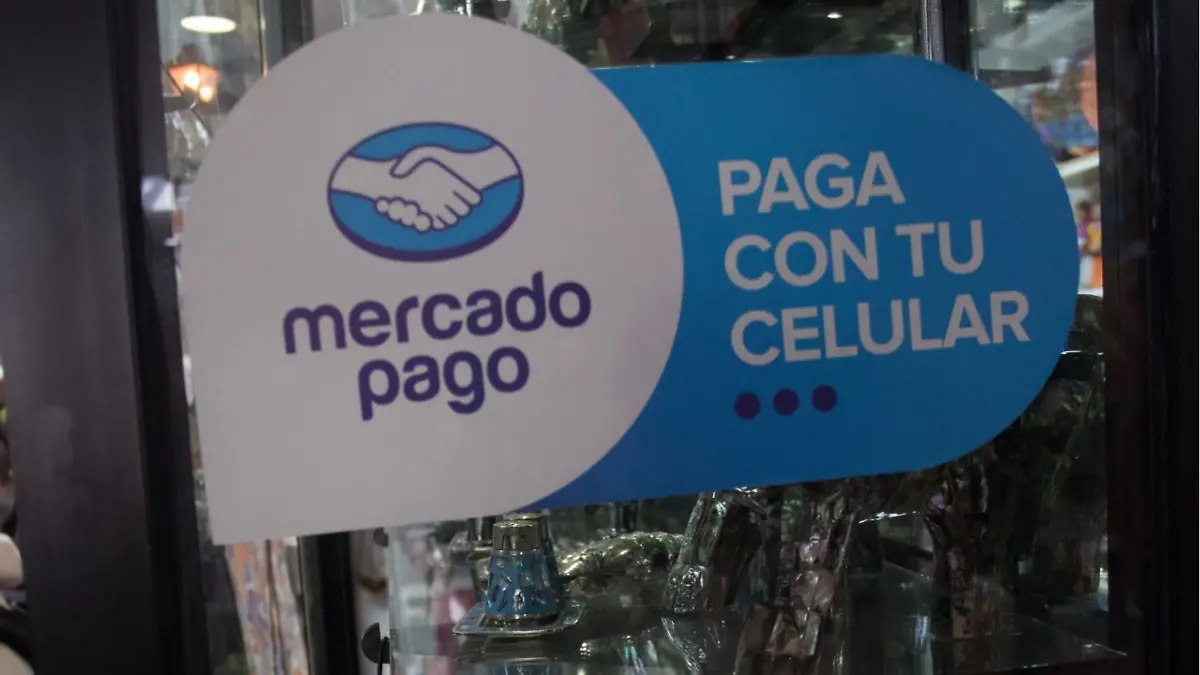 mercado
pago
PAGA
CON TU
CELULAR